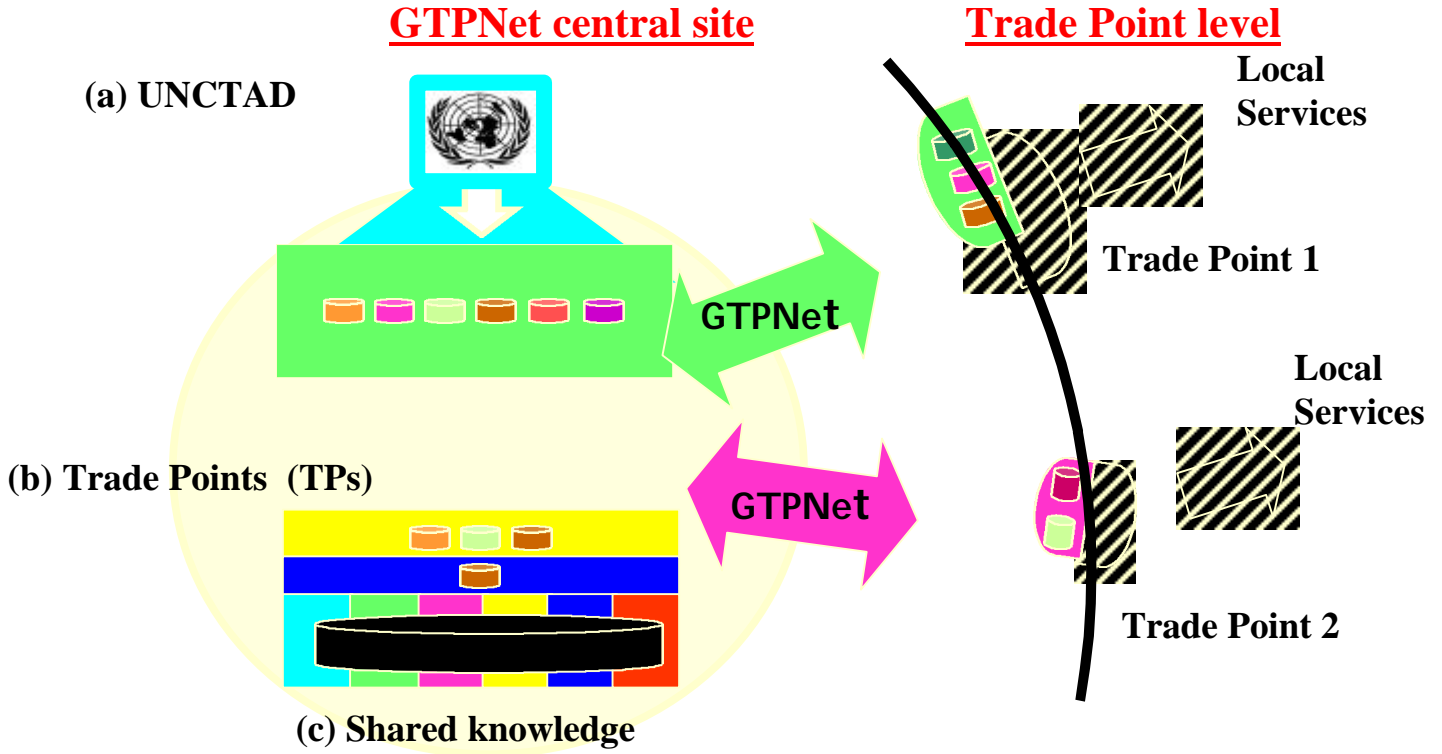 GTPNet central site
Trade Point level
(a) UNCTAD
Local
Services
Trade Point 1
GTPNet
Local
Services
(b) Trade Points (TPs)
GTPNet
Trade Point 2
(c) Shared knowledge